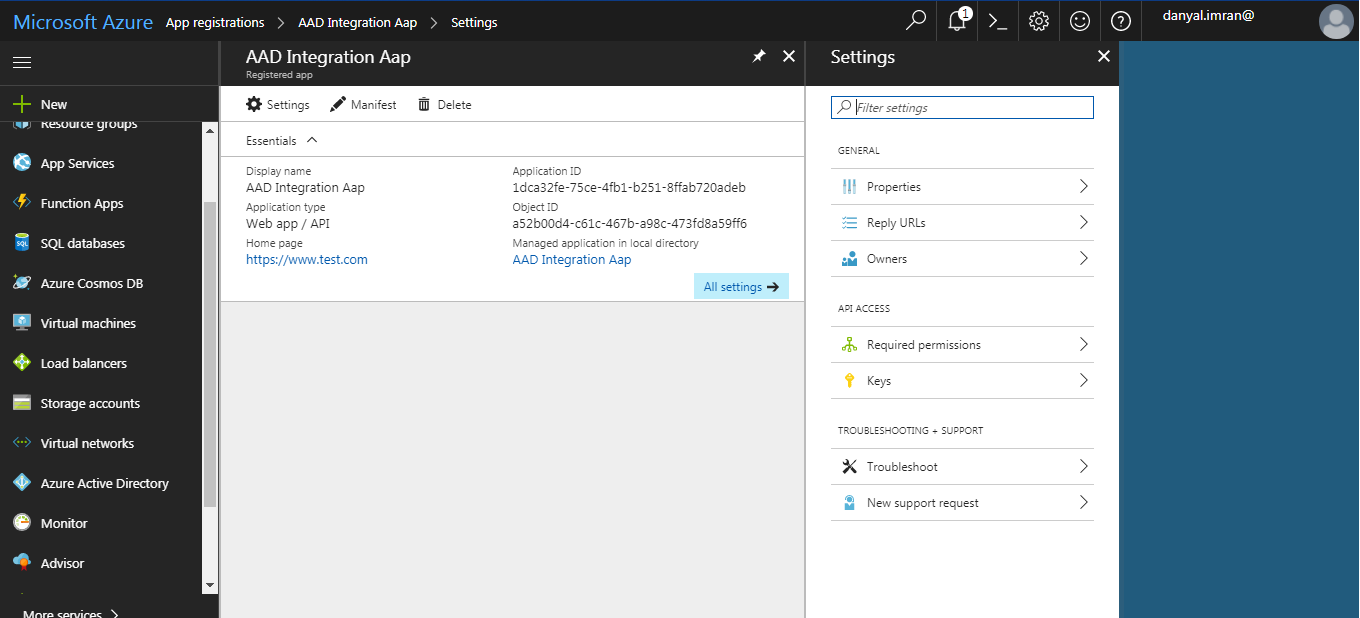 Microsoft Azure App registrations > AAD Integration Aap > Settings
1
danyal.imran@
New
Resource groups
App Services
Function Apps
SQL databases
Azure Cosmos DB
Virtual machines
Load balancers
Storage accounts
Virtual networks
Azure Active Directory
Monitor
Advisor
More services >
AAD Integration Aap
Registered app
Settings Manifest Delete
Essentials
Display name
AAD Integration Aap
Application type
Web app / API
Home page
https://www.test.com
Application ID
1dca32fe-75ce-4fb1-b251-8ffab720adeb
Object ID
a52b00d4-c61c-467b-a98c-473fd8a59ff6
Managed application in local directory
AAD Integration Aap
All settings
Settings
Filter settings
GENERAL
Properties
Reply URLs
Owners
API ACCESS
Required permissions
Keys
TROUBLESHOOTING + SUPPORT
Troubleshoot
New support request